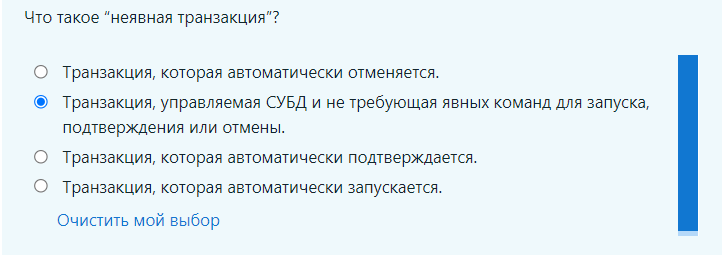 Что такое “неявная транзакция”?
Транзакция, которая автоматически отменяется.
Транзакция, управляемая СУБД и не требующая явных команд для запуска,
подтверждения или отмены.
Транзакция, которая автоматически подтверждается.
Транзакция, которая автоматически запускается.
Очистить мой выбор